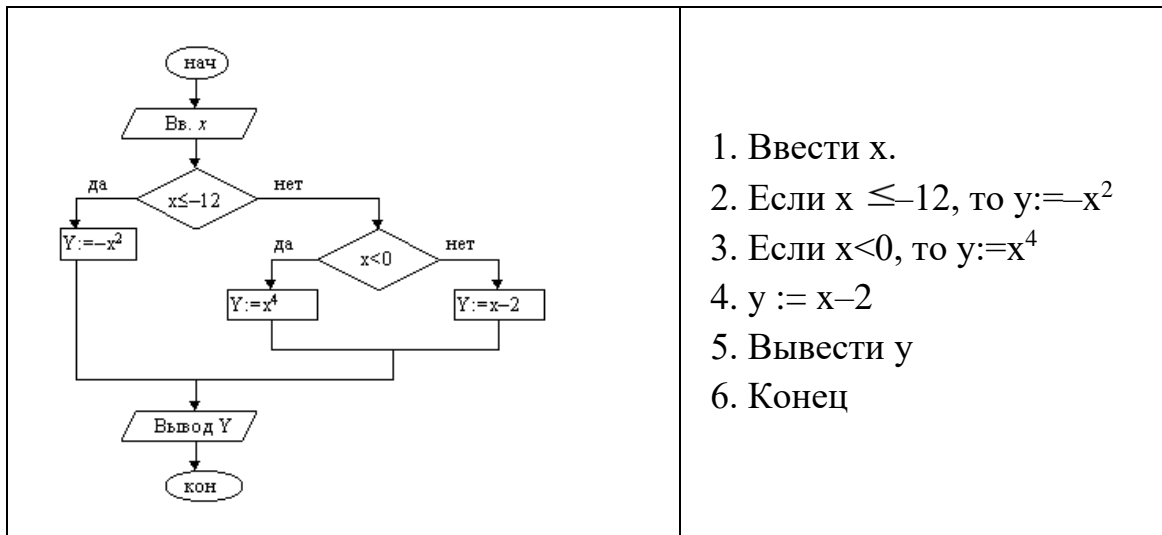 нач
Вв. x
да
x≤–12
нет
Y:=–x²
да
x<0
нет
Y:=x⁴
Y:=x–2
Вывод Y
кон
1. Ввести x.
2. Если x ≤–12, то y:=–x²
3. Если x<0, то y:=x⁴
4. y := x–2
5. Вывести y
6. Конец